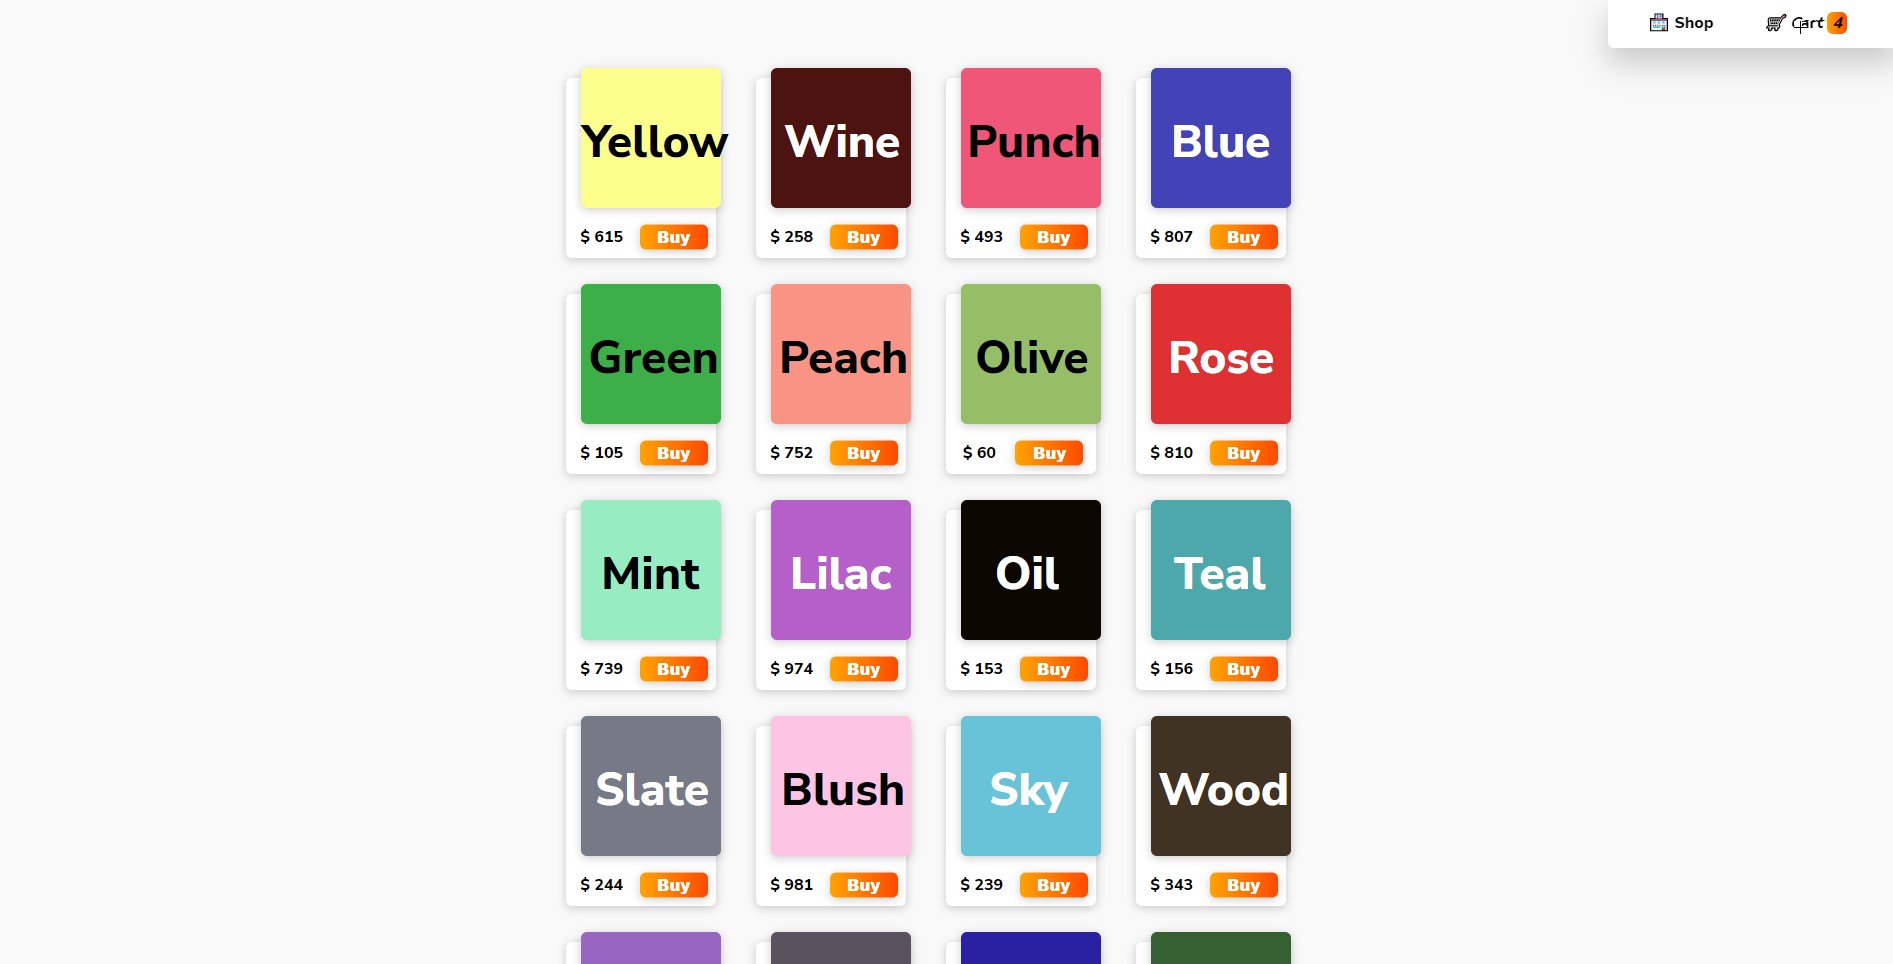 Shop Cart 4
Yellow Wine Punch Blue
$ 615 Buy $ 258 Buy $ 493 Buy $ 807 Buy
Green Peach Olive Rose
$ 105 Buy $ 752 Buy $ 60 Buy $ 810 Buy
Mint Lilac Oil Teal
$ 739 Buy $ 974 Buy $ 153 Buy $ 156 Buy
Slate Blush Sky Wood
$ 244 Buy $ 981 Buy $ 239 Buy $ 343 Buy